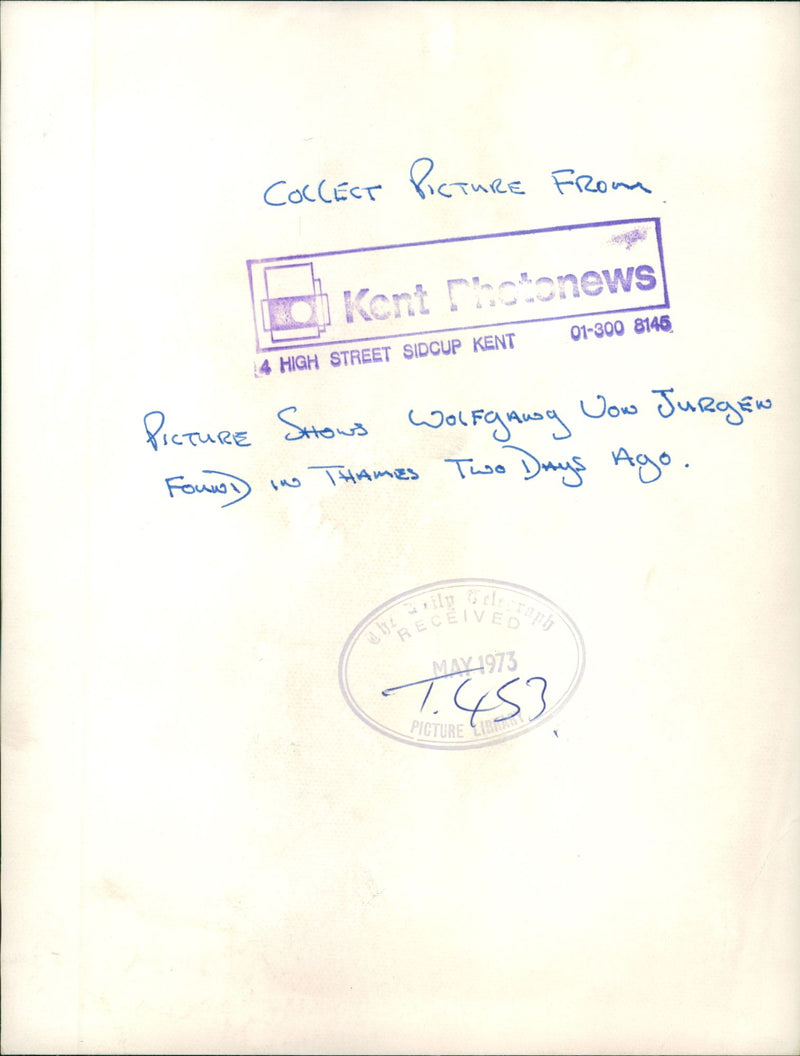 COLLECT PICTURE FROM
Kent Photonews
4 HIGH STREET SIDCUP KENT 01-300 8145
PICTURE SHOWS WOLFGANG VON JURGEN
FOUND IN THAMES TWO DAYS AGO.
The Daily Telegraph
RECEIVED
MAY 1973
T.453
PICTURE LIBRARY